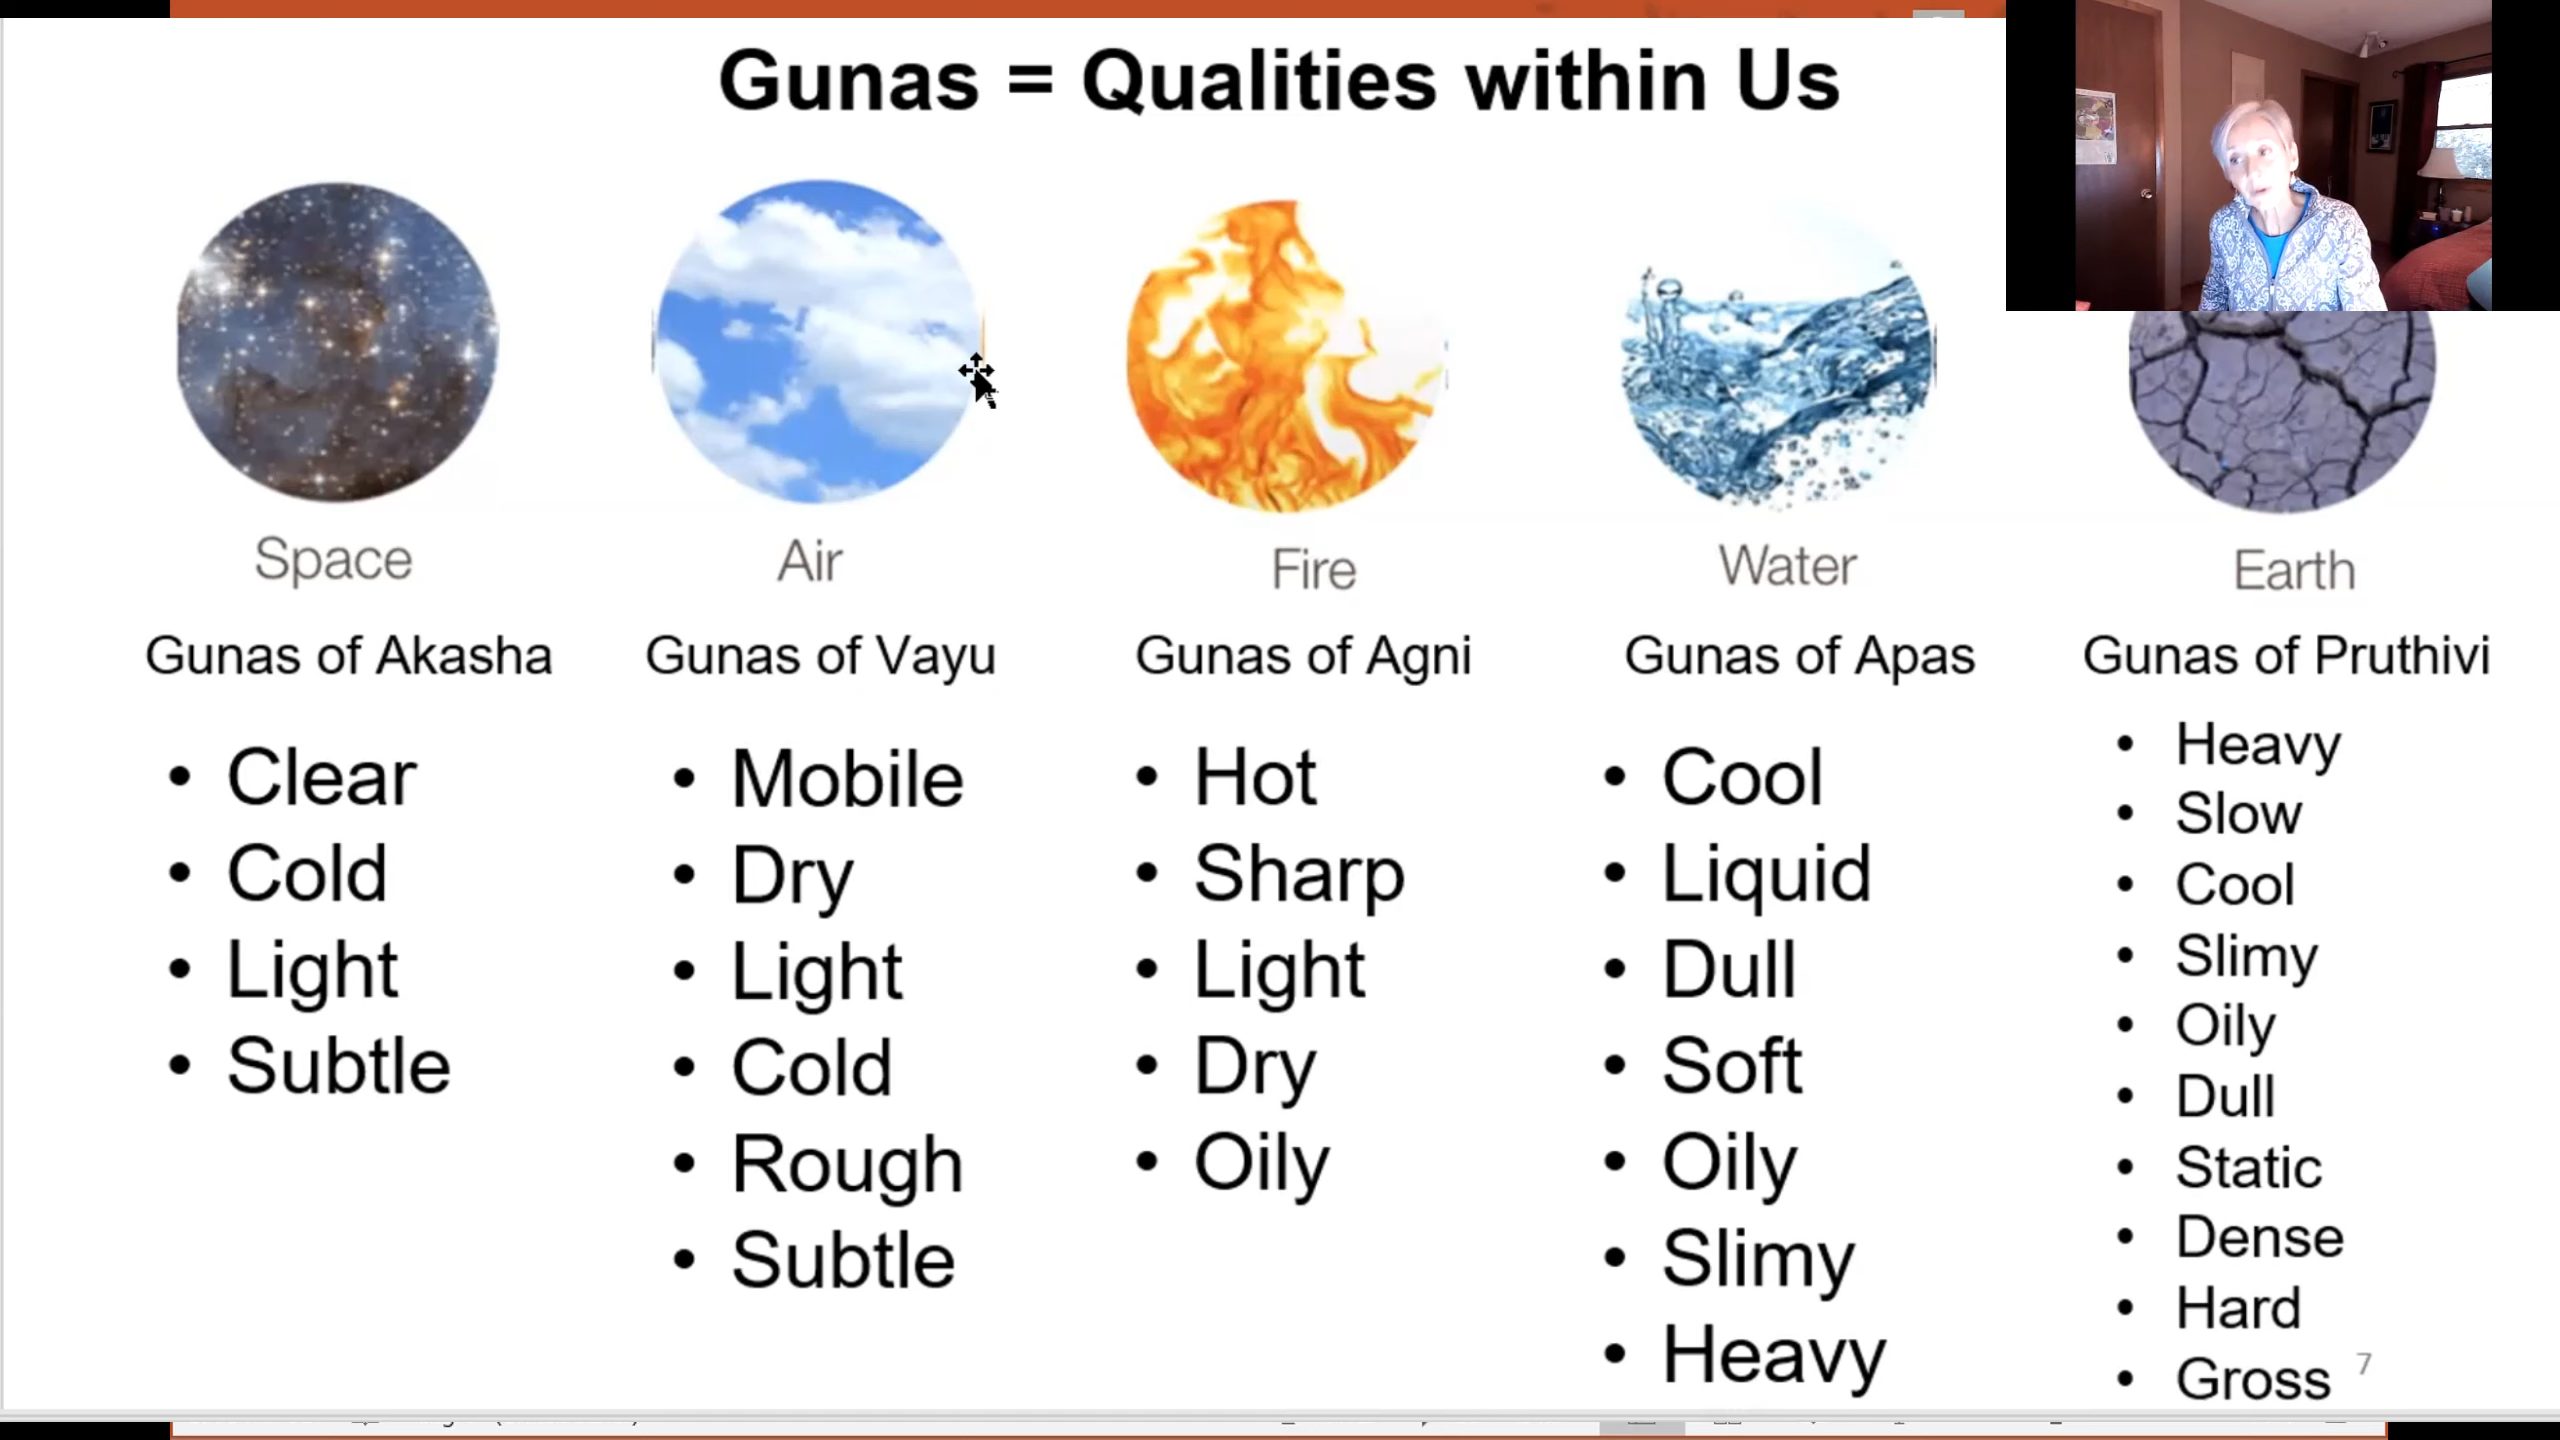 Gunas = Qualities within Us
Space
Gunas of Akasha
• Clear
• Cold
• Light
• Subtle
Air
Gunas of Vayu
• Mobile
• Dry
• Light
• Cold
• Rough
• Subtle
Fire
Gunas of Agni
• Hot
• Sharp
• Light
• Dry
• Oily
Water
Gunas of Apas
• Cool
• Liquid
• Dull
• Soft
• Oily
• Slimy
• Heavy
Earth
Gunas of Pruthivi
• Heavy
• Slow
• Cool
• Slimy
• Oily
• Dull
• Static
• Dense
• Hard
• Gross
7